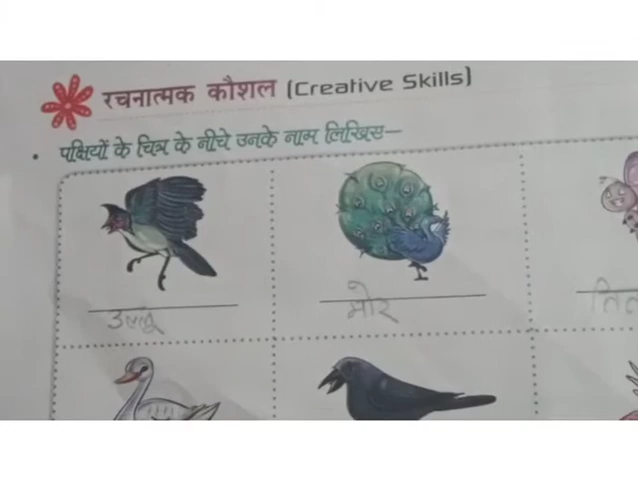 रचनात्मक कौशल (Creative Skills)
• पक्षियों के चित्र के नीचे उनके नाम लिखिए—
उल्लू मोर